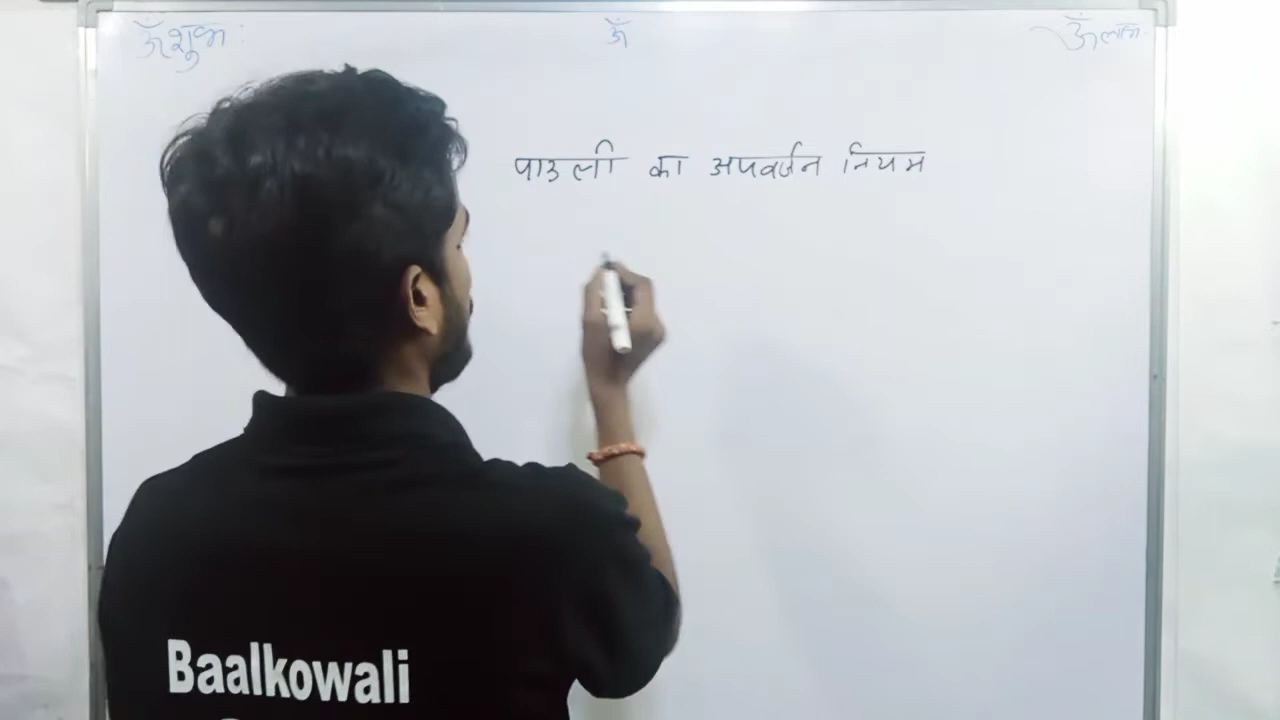 ॐ शुभ: ॐ ॐ लाभ
पाउली का अपवर्जन नियम
Baalkowali